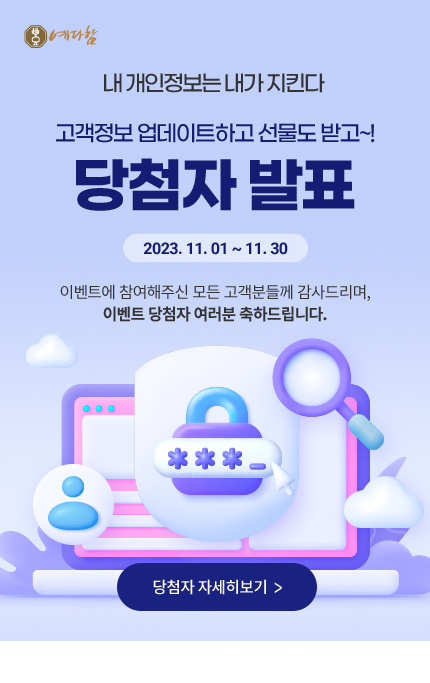 예다함
내 개인정보는 내가 지킨다
고객정보 업데이트하고 선물도 받고~!
당첨자 발표
2023. 11. 01 ~ 11. 30
이벤트에 참여해주신 모든 고객분들께 감사드리며,
이벤트 당첨자 여러분 축하드립니다.
***_
당첨자 자세히보기 >